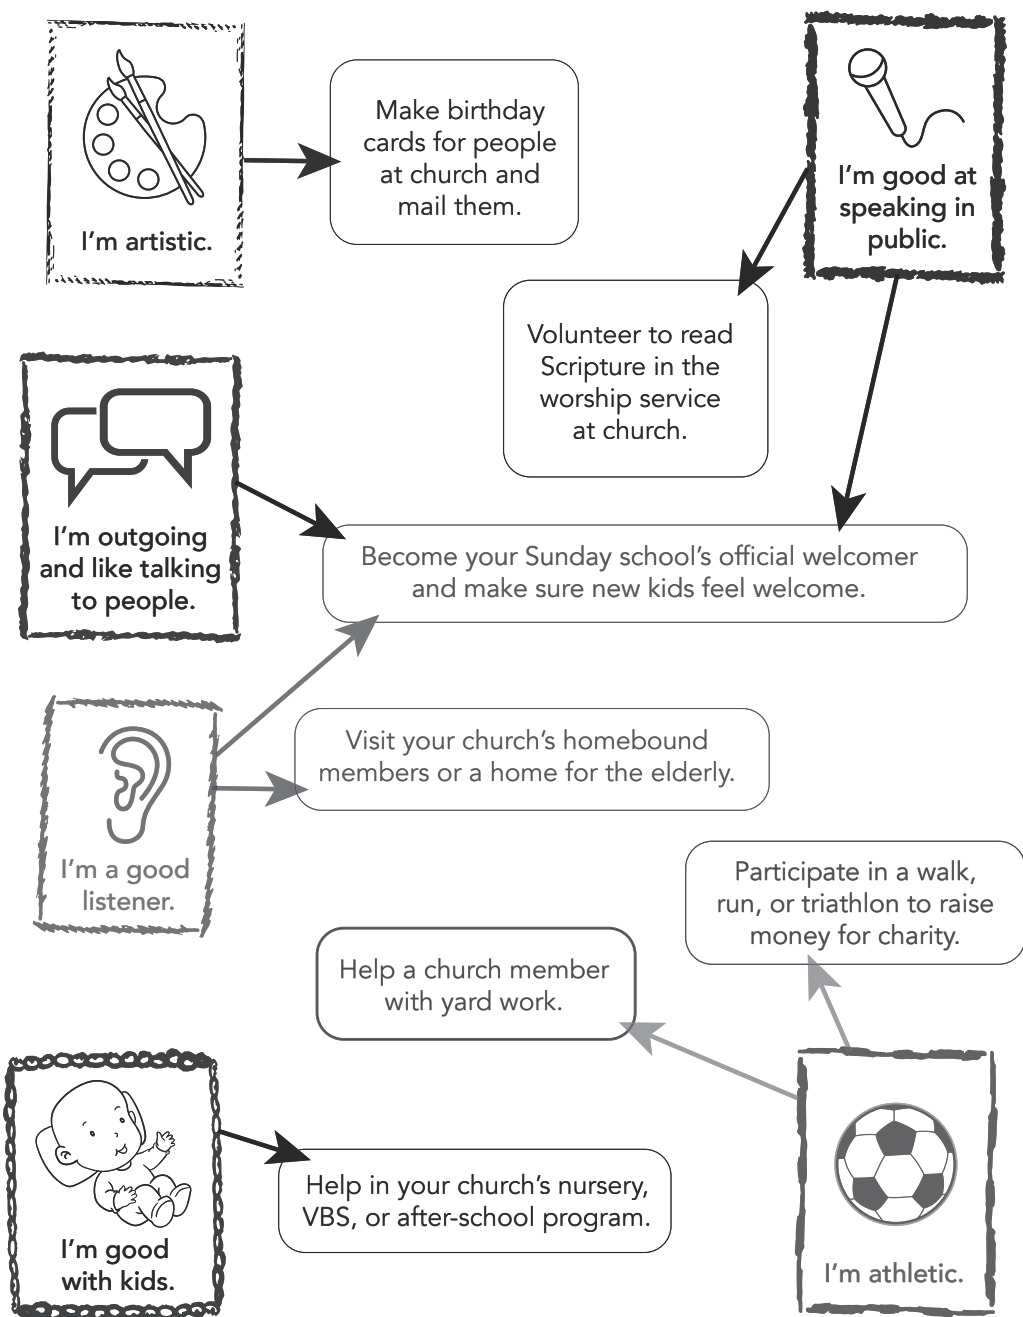 I'm artistic.
Make birthday
cards for people
at church and
mail them.
I'm good at
speaking in
public.
Volunteer to read
Scripture in the
worship service
at church.
I'm outgoing
and like talking
to people.
Become your Sunday school's official welcomer
and make sure new kids feel welcome.
I'm a good
listener.
Visit your church's homebound
members or a home for the elderly.
Participate in a walk,
run, or triathlon to raise
money for charity.
Help a church member
with yard work.
I'm good
with kids.
Help in your church's nursery,
VBS, or after-school program.
I'm athletic.